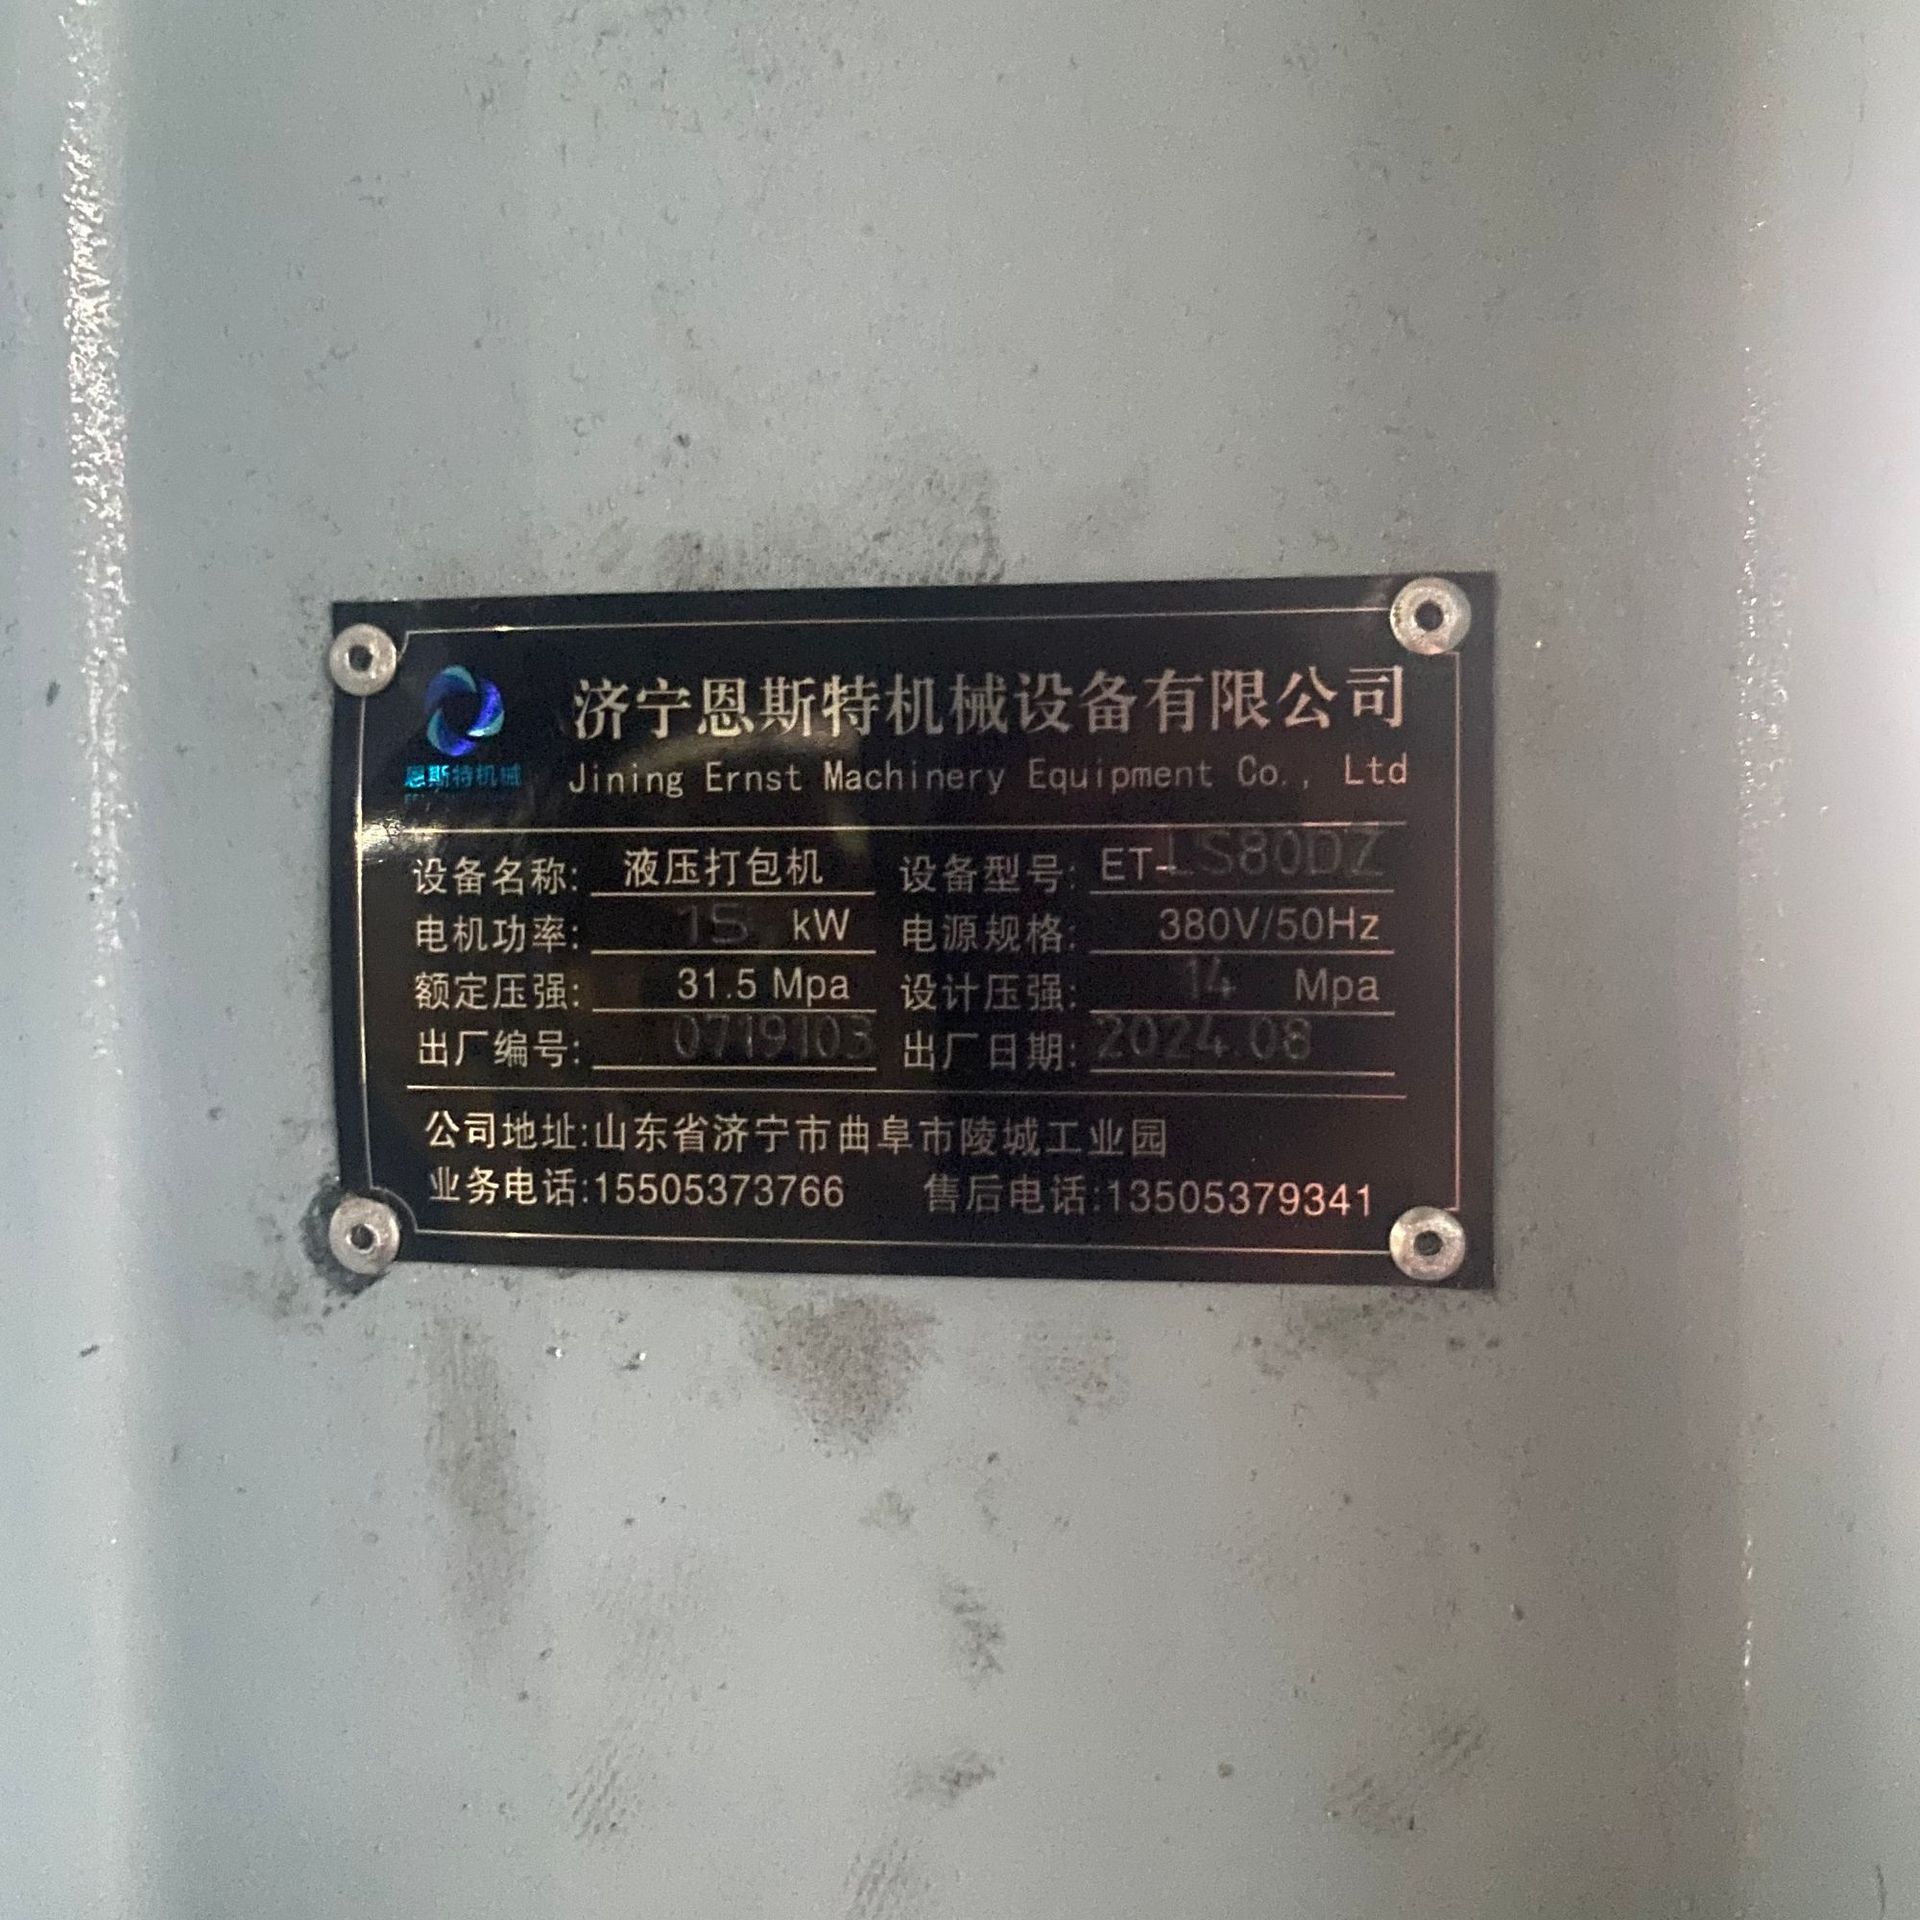 济宁恩斯特机械设备有限公司
恩斯特机械
Jining Ernst Machinery Equipment Co., Ltd
设备名称: 液压打包机 设备型号: ET-LS80DZ
电机功率: 15 kW 电源规格: 380V/50Hz
额定压强: 31.5 Mpa 设计压强: 14 Mpa
出厂编号: 0719103 出厂日期: 2024.08
公司地址:山东省济宁市曲阜市陵城工业园
业务电话:15505373766 售后电话:13505379341